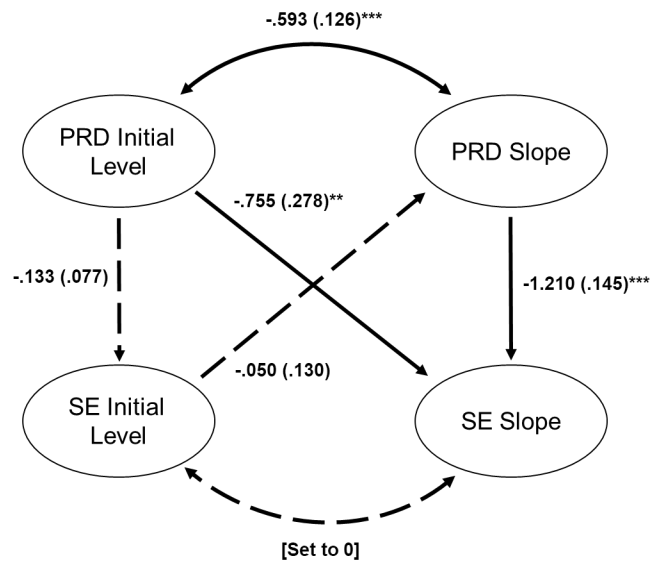 -.593 (.126)***
PRD Initial
Level
PRD Slope
-.755 (.278)**
-.133 (.077)
-1.210 (.145)***
-.050 (.130)
SE Initial
Level
SE Slope
[Set to 0]